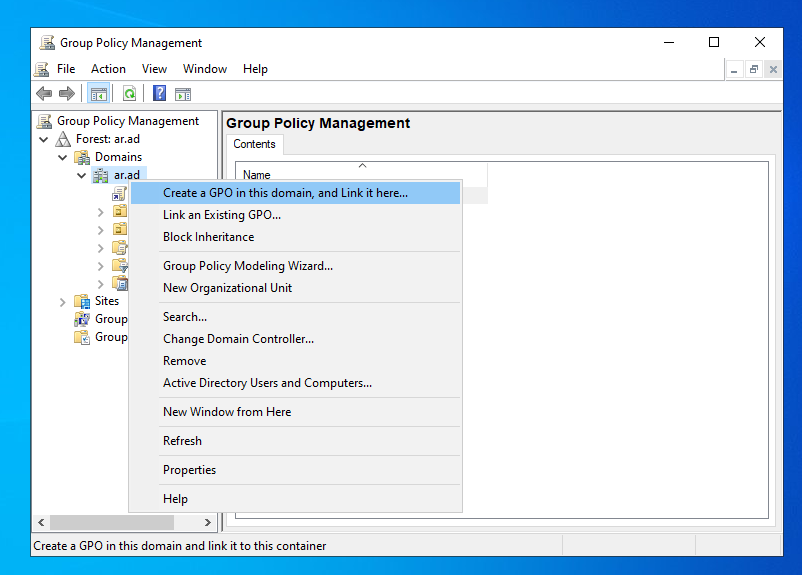 Group Policy Management
File Action View Window Help
Group Policy Management
Forest: ar.ad
Domains
ar.ad
Sites
Group
Group
Group Policy Management
Contents
Name
Create a GPO in this domain, and Link it here...
Link an Existing GPO...
Block Inheritance
Group Policy Modeling Wizard...
New Organizational Unit
Search...
Change Domain Controller...
Remove
Active Directory Users and Computers...
New Window from Here
Refresh
Properties
Help
Create a GPO in this domain and link it to this container